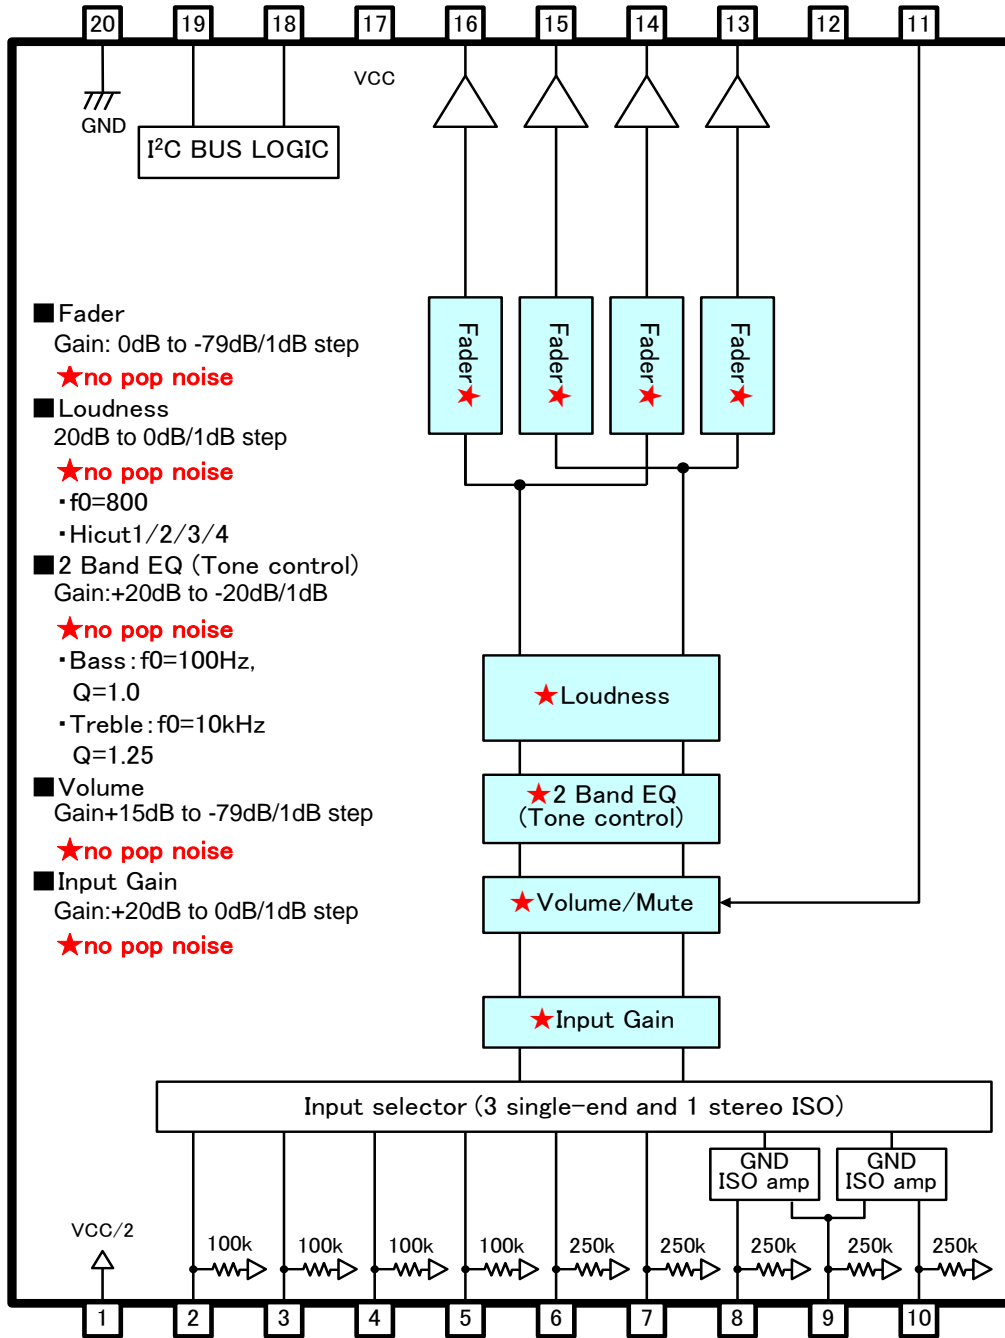 20 19 18 17 16 15 14 13 12 11
VCC
GND
I²C BUS LOGIC
■Fader
Gain: 0dB to -79dB/1dB step
★no pop noise
■Loudness
20dB to 0dB/1dB step
★no pop noise
・f0=800
・Hicut1/2/3/4
■2 Band EQ (Tone control)
Gain:+20dB to -20dB/1dB
★no pop noise
・Bass:f0=100Hz,
Q=1.0
・Treble:f0=10kHz
Q=1.25
■Volume
Gain+15dB to -79dB/1dB step
★no pop noise
■Input Gain
Gain:+20dB to 0dB/1dB step
★no pop noise
Fader★
Fader★
Fader★
Fader★
★Loudness
★2 Band EQ
(Tone control)
★Volume/Mute
★Input Gain
Input selector (3 single-end and 1 stereo ISO)
GND
ISO amp
GND
ISO amp
VCC/2
100k 100k 100k 100k 250k 250k 250k 250k 250k
1 2 3 4 5 6 7 8 9 10